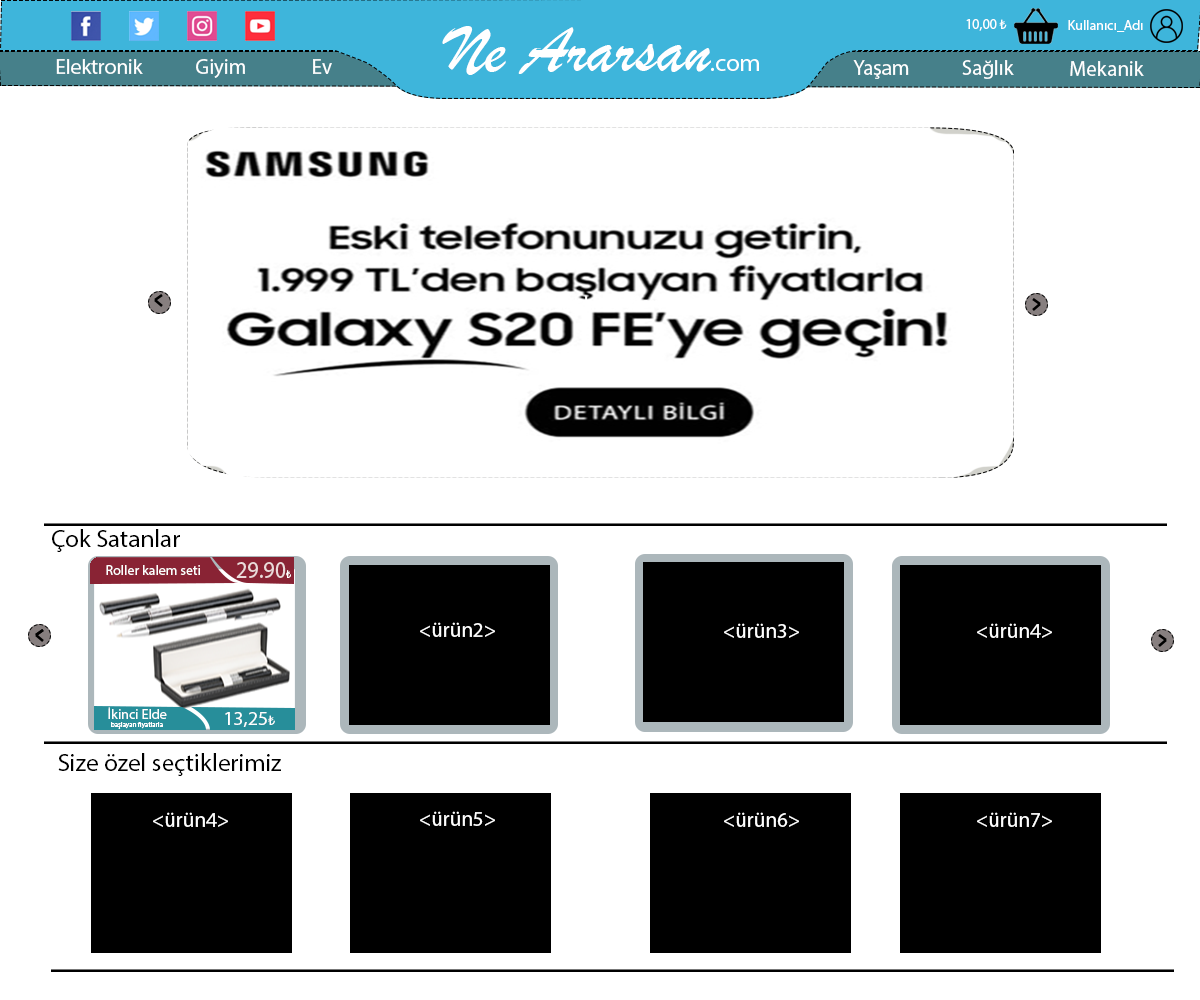 10,00 ₺
Kullanıcı_Adı
Ne Ararsan.com
Elektronik
Giyim
Ev
Yaşam
Sağlık
Mekanik
SAMSUNG
Eski telefonunuzu getirin,
1.999 TL'den başlayan fiyatlarla
Galaxy S20 FE'ye geçin!
DETAYLI BİLGİ
Çok Satanlar
Roller kalem seti
29.90₺
İkinci Elde
başlayan fiyatlarla
13,25₺
<ürün2>
<ürün3>
<ürün4>
Size özel seçtiklerimiz
<ürün4>
<ürün5>
<ürün6>
<ürün7>